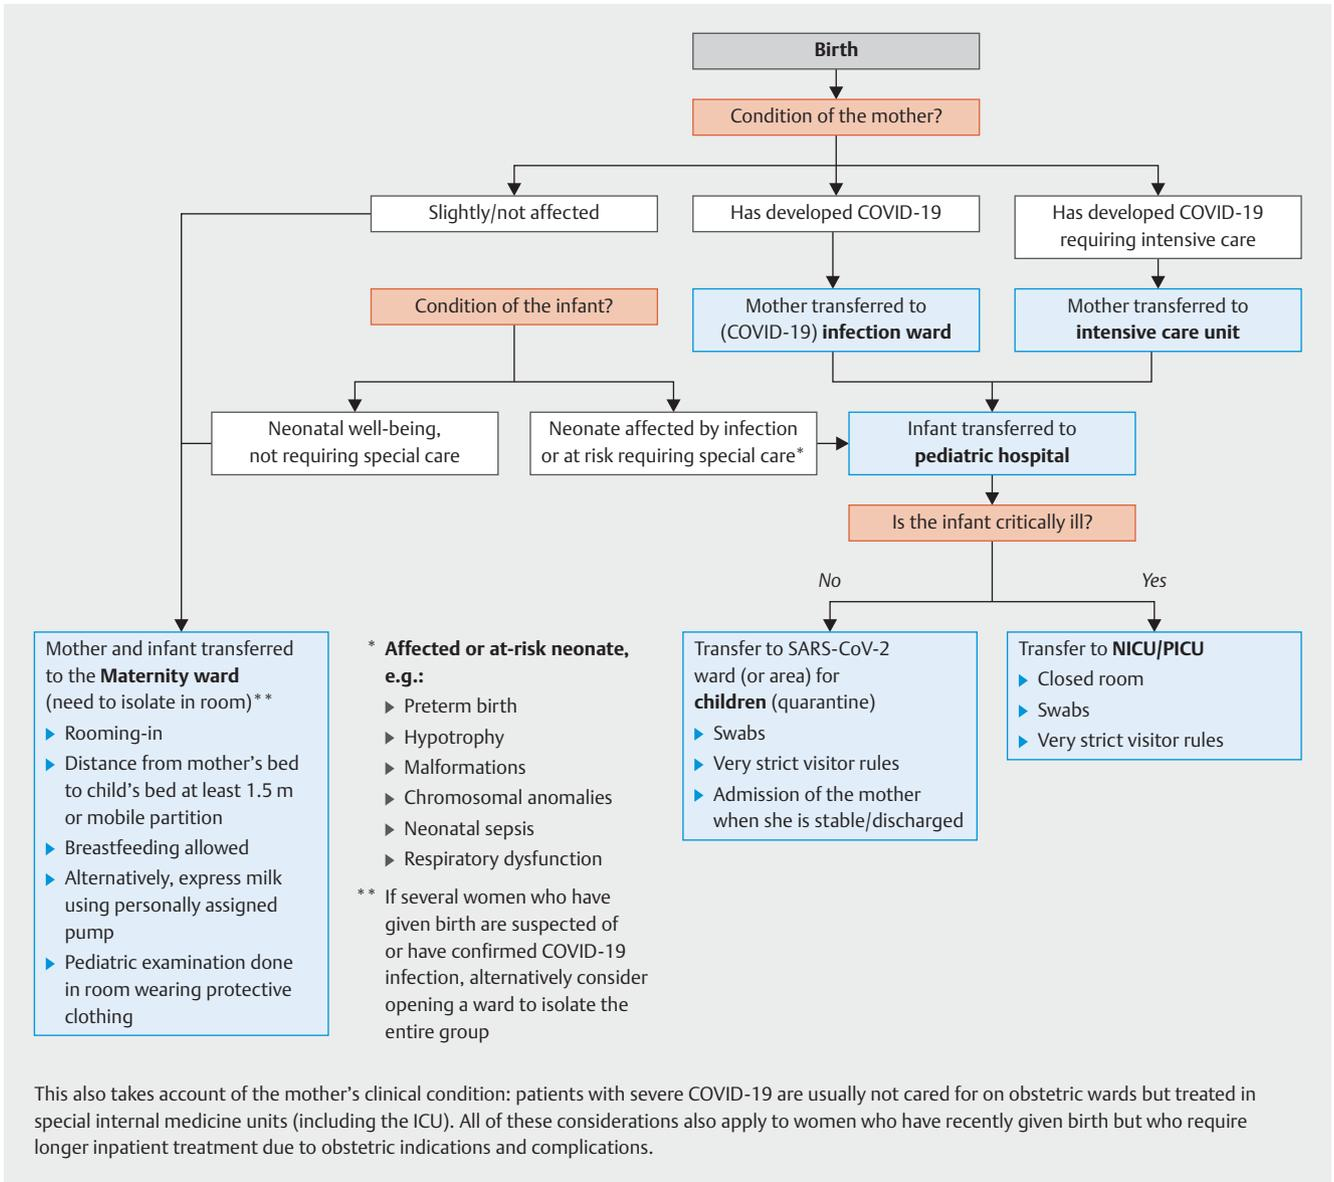 Birth
Condition of the mother?
Slightly/not affected
Has developed COVID-19
Has developed COVID-19
requiring intensive care
Condition of the infant?
Mother transferred to
(COVID-19) infection ward
Mother transferred to
intensive care unit
Neonatal well-being,
not requiring special care
Neonate affected by infection
or at risk requiring special care*
Infant transferred to
pediatric hospital
Is the infant critically ill?
No
Yes
Mother and infant transferred
to the Maternity ward
(need to isolate in room)**
Rooming-in
Distance from mother's bed
to child's bed at least 1.5 m
or mobile partition
Breastfeeding allowed
Alternatively, express milk
using personally assigned
pump
Pediatric examination done
in room wearing protective
clothing
* Affected or at-risk neonate,
e.g.:
Preterm birth
Hypotrophy
Malformations
Chromosomal anomalies
Neonatal sepsis
Respiratory dysfunction
** If several women who have
given birth are suspected of
or have confirmed COVID-19
infection, alternatively consider
opening a ward to isolate the
entire group
Transfer to SARS-CoV-2
ward (or area) for
children (quarantine)
Swabs
Very strict visitor rules
Admission of the mother
when she is stable/discharged
Transfer to NICU/PICU
Closed room
Swabs
Very strict visitor rules
This also takes account of the mother's clinical condition: patients with severe COVID-19 are usually not cared for on obstetric wards but treated in
special internal medicine units (including the ICU). All of these considerations also apply to women who have recently given birth but who require
longer inpatient treatment due to obstetric indications and complications.